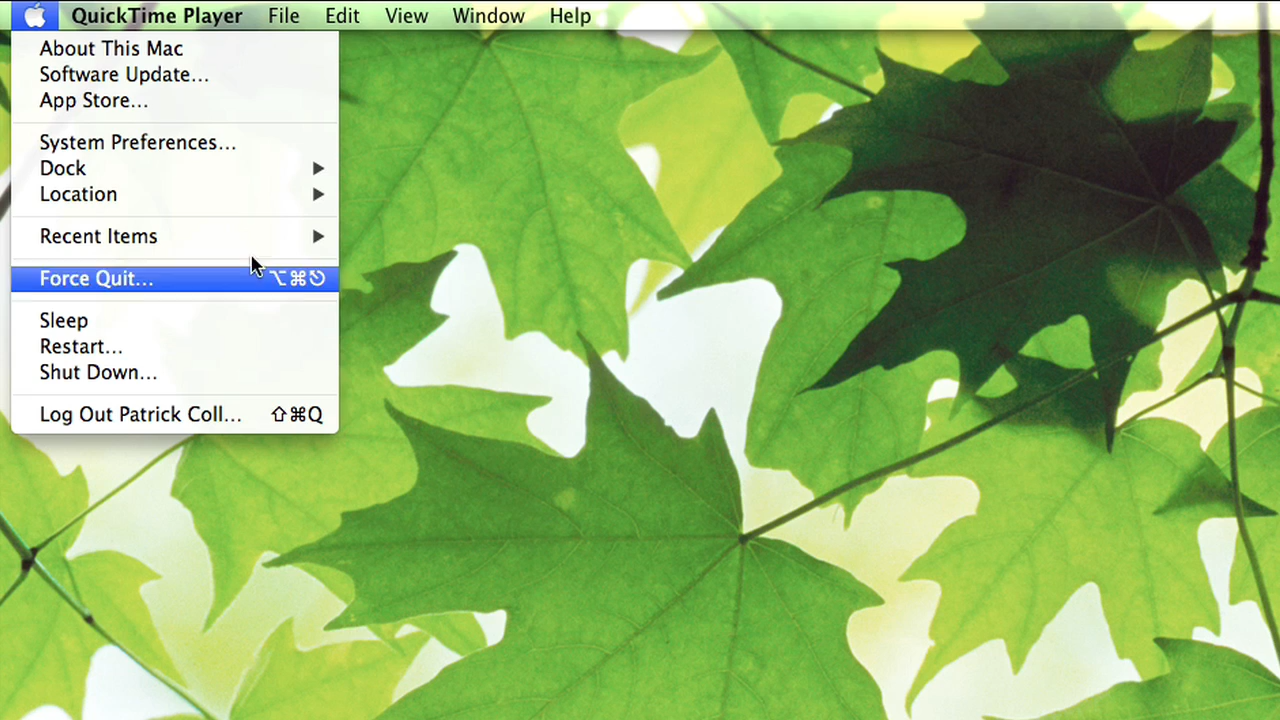 QuickTime Player File Edit View Window Help
About This Mac
Software Update...
App Store...
System Preferences...
Dock
Location
Recent Items
Force Quit... ⌥⌘⎋
Sleep
Restart...
Shut Down...
Log Out Patrick Coll... ⇧⌘Q